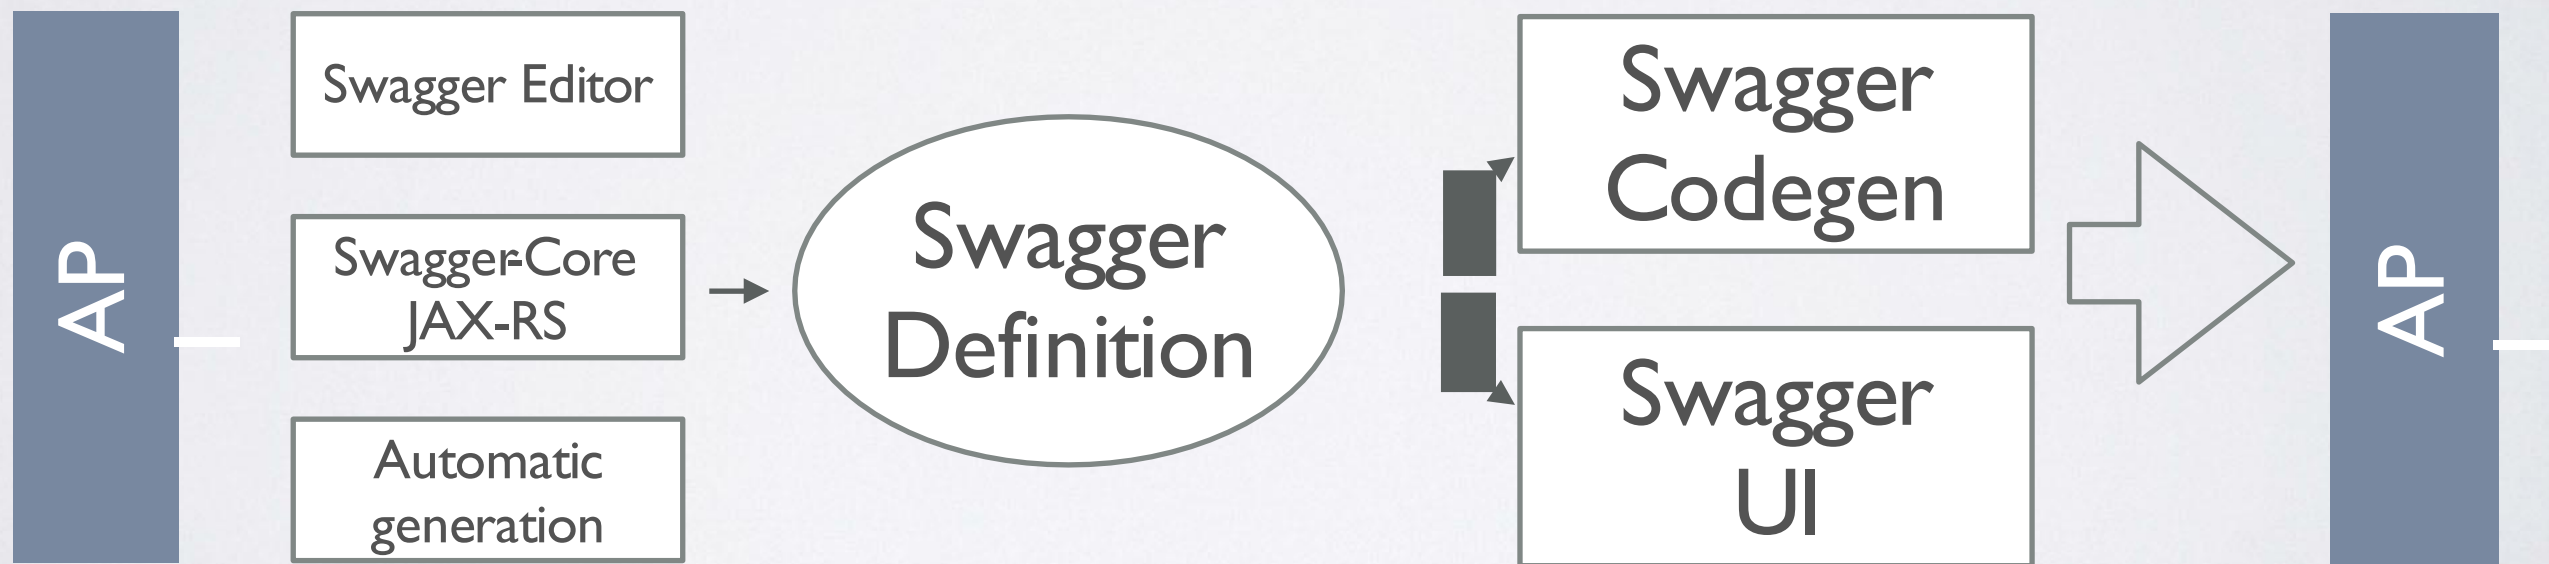 AP
Swagger Editor
Swagger-Core
JAX-RS
Automatic
generation
Swagger
Definition
Swagger
Codegen
Swagger
UI
AP